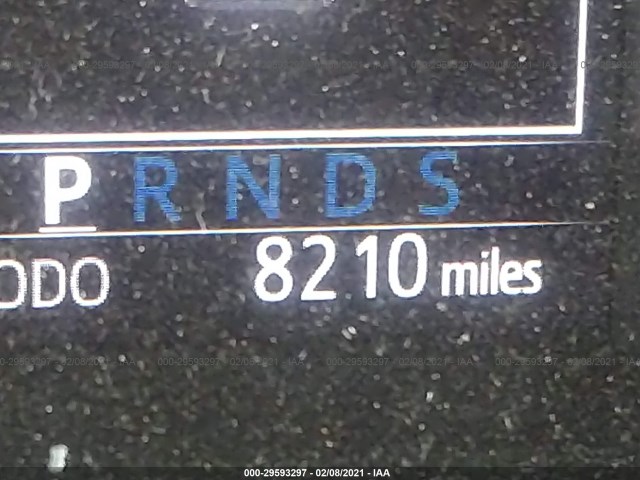 P R N D S
ODO 8210 miles
000-29593297 - 02/08/2021 - IAA